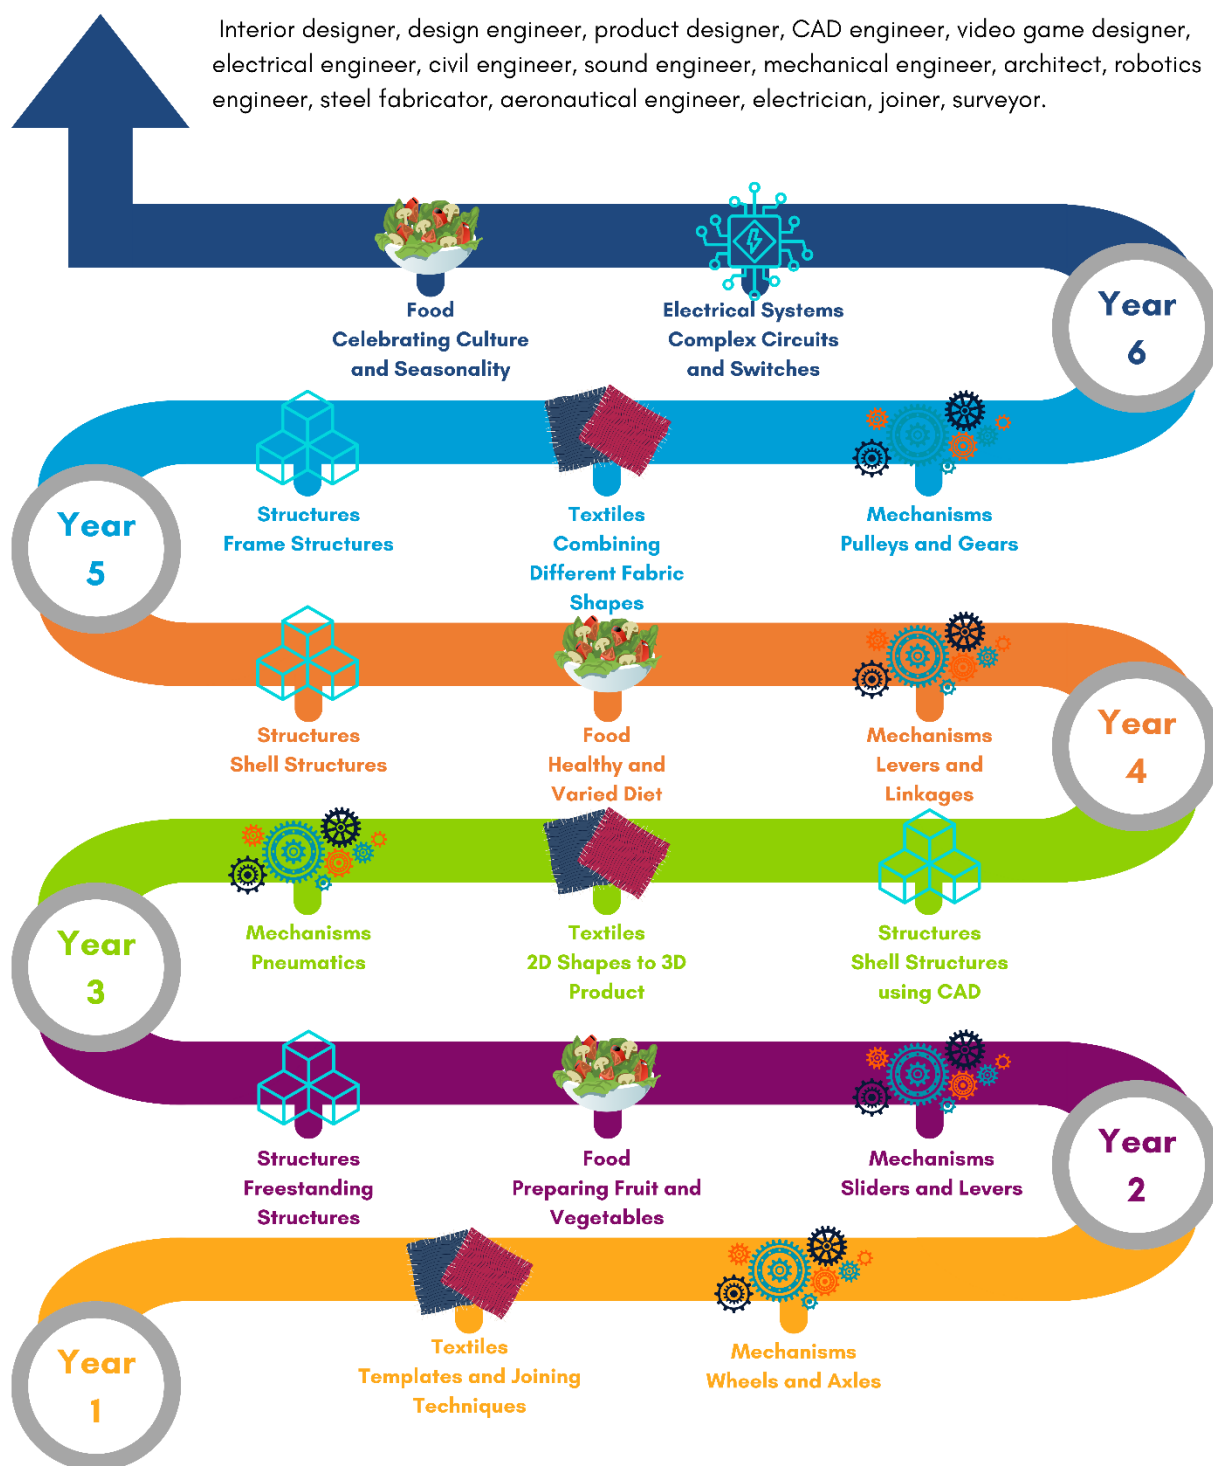 Interior designer, design engineer, product designer, CAD engineer, video game designer,
electrical engineer, civil engineer, sound engineer, mechanical engineer, architect, robotics
engineer, steel fabricator, aeronautical engineer, electrician, joiner, surveyor.
Food
Celebrating Culture
and Seasonality
Electrical Systems
Complex Circuits
and Switches
Year
6
Year
5
Structures
Frame Structures
Textiles
Combining
Different Fabric
Shapes
Mechanisms
Pulleys and Gears
Structures
Shell Structures
Food
Healthy and
Varied Diet
Mechanisms
Levers and
Linkages
Year
4
Year
3
Mechanisms
Pneumatics
Textiles
2D Shapes to 3D
Product
Structures
Shell Structures
using CAD
Structures
Freestanding
Structures
Food
Preparing Fruit and
Vegetables
Mechanisms
Sliders and Levers
Year
2
Year
1
Textiles
Templates and Joining
Techniques
Mechanisms
Wheels and Axles